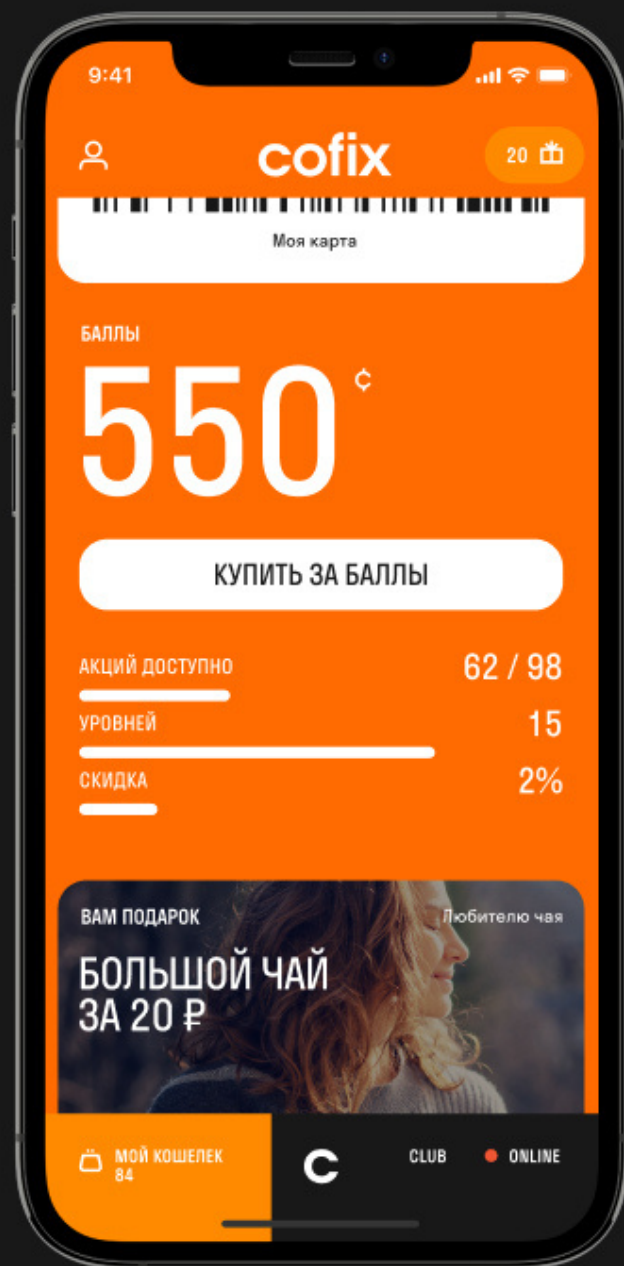 9:41
cofix
20
Моя карта
БАЛЛЫ
550 ₵
КУПИТЬ ЗА БАЛЛЫ
АКЦИЙ ДОСТУПНО 62 / 98
УРОВНЕЙ 15
СКИДКА 2%
ВАМ ПОДАРОК Любителю чая
БОЛЬШОЙ ЧАЙ
ЗА 20 ₽
МОЙ КОШЕЛЕК
84
C
CLUB
ONLINE